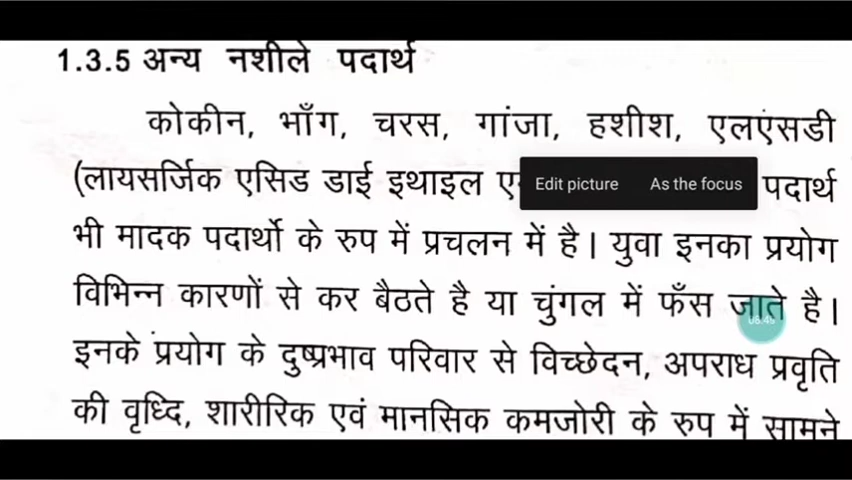 1.3.5 अन्य नशीले पदार्थ
कोकीन, भाँग, चरस, गांजा, हशीश, एलएसडी
(लायसर्जिक एसिड डाई इथाइल पदार्थ
Edit picture As the focus
भी मादक पदार्थो के रुप में प्रचलन में है। युवा इनका प्रयोग
विभिन्न कारणों से कर बैठते है या चुंगल में फँस जाते है।
इनके प्रयोग के दुष्प्रभाव परिवार से विच्छेदन, अपराध प्रवृति
की वृध्दि, शारीरिक एवं मानसिक कमजोरी के रुप में सामने